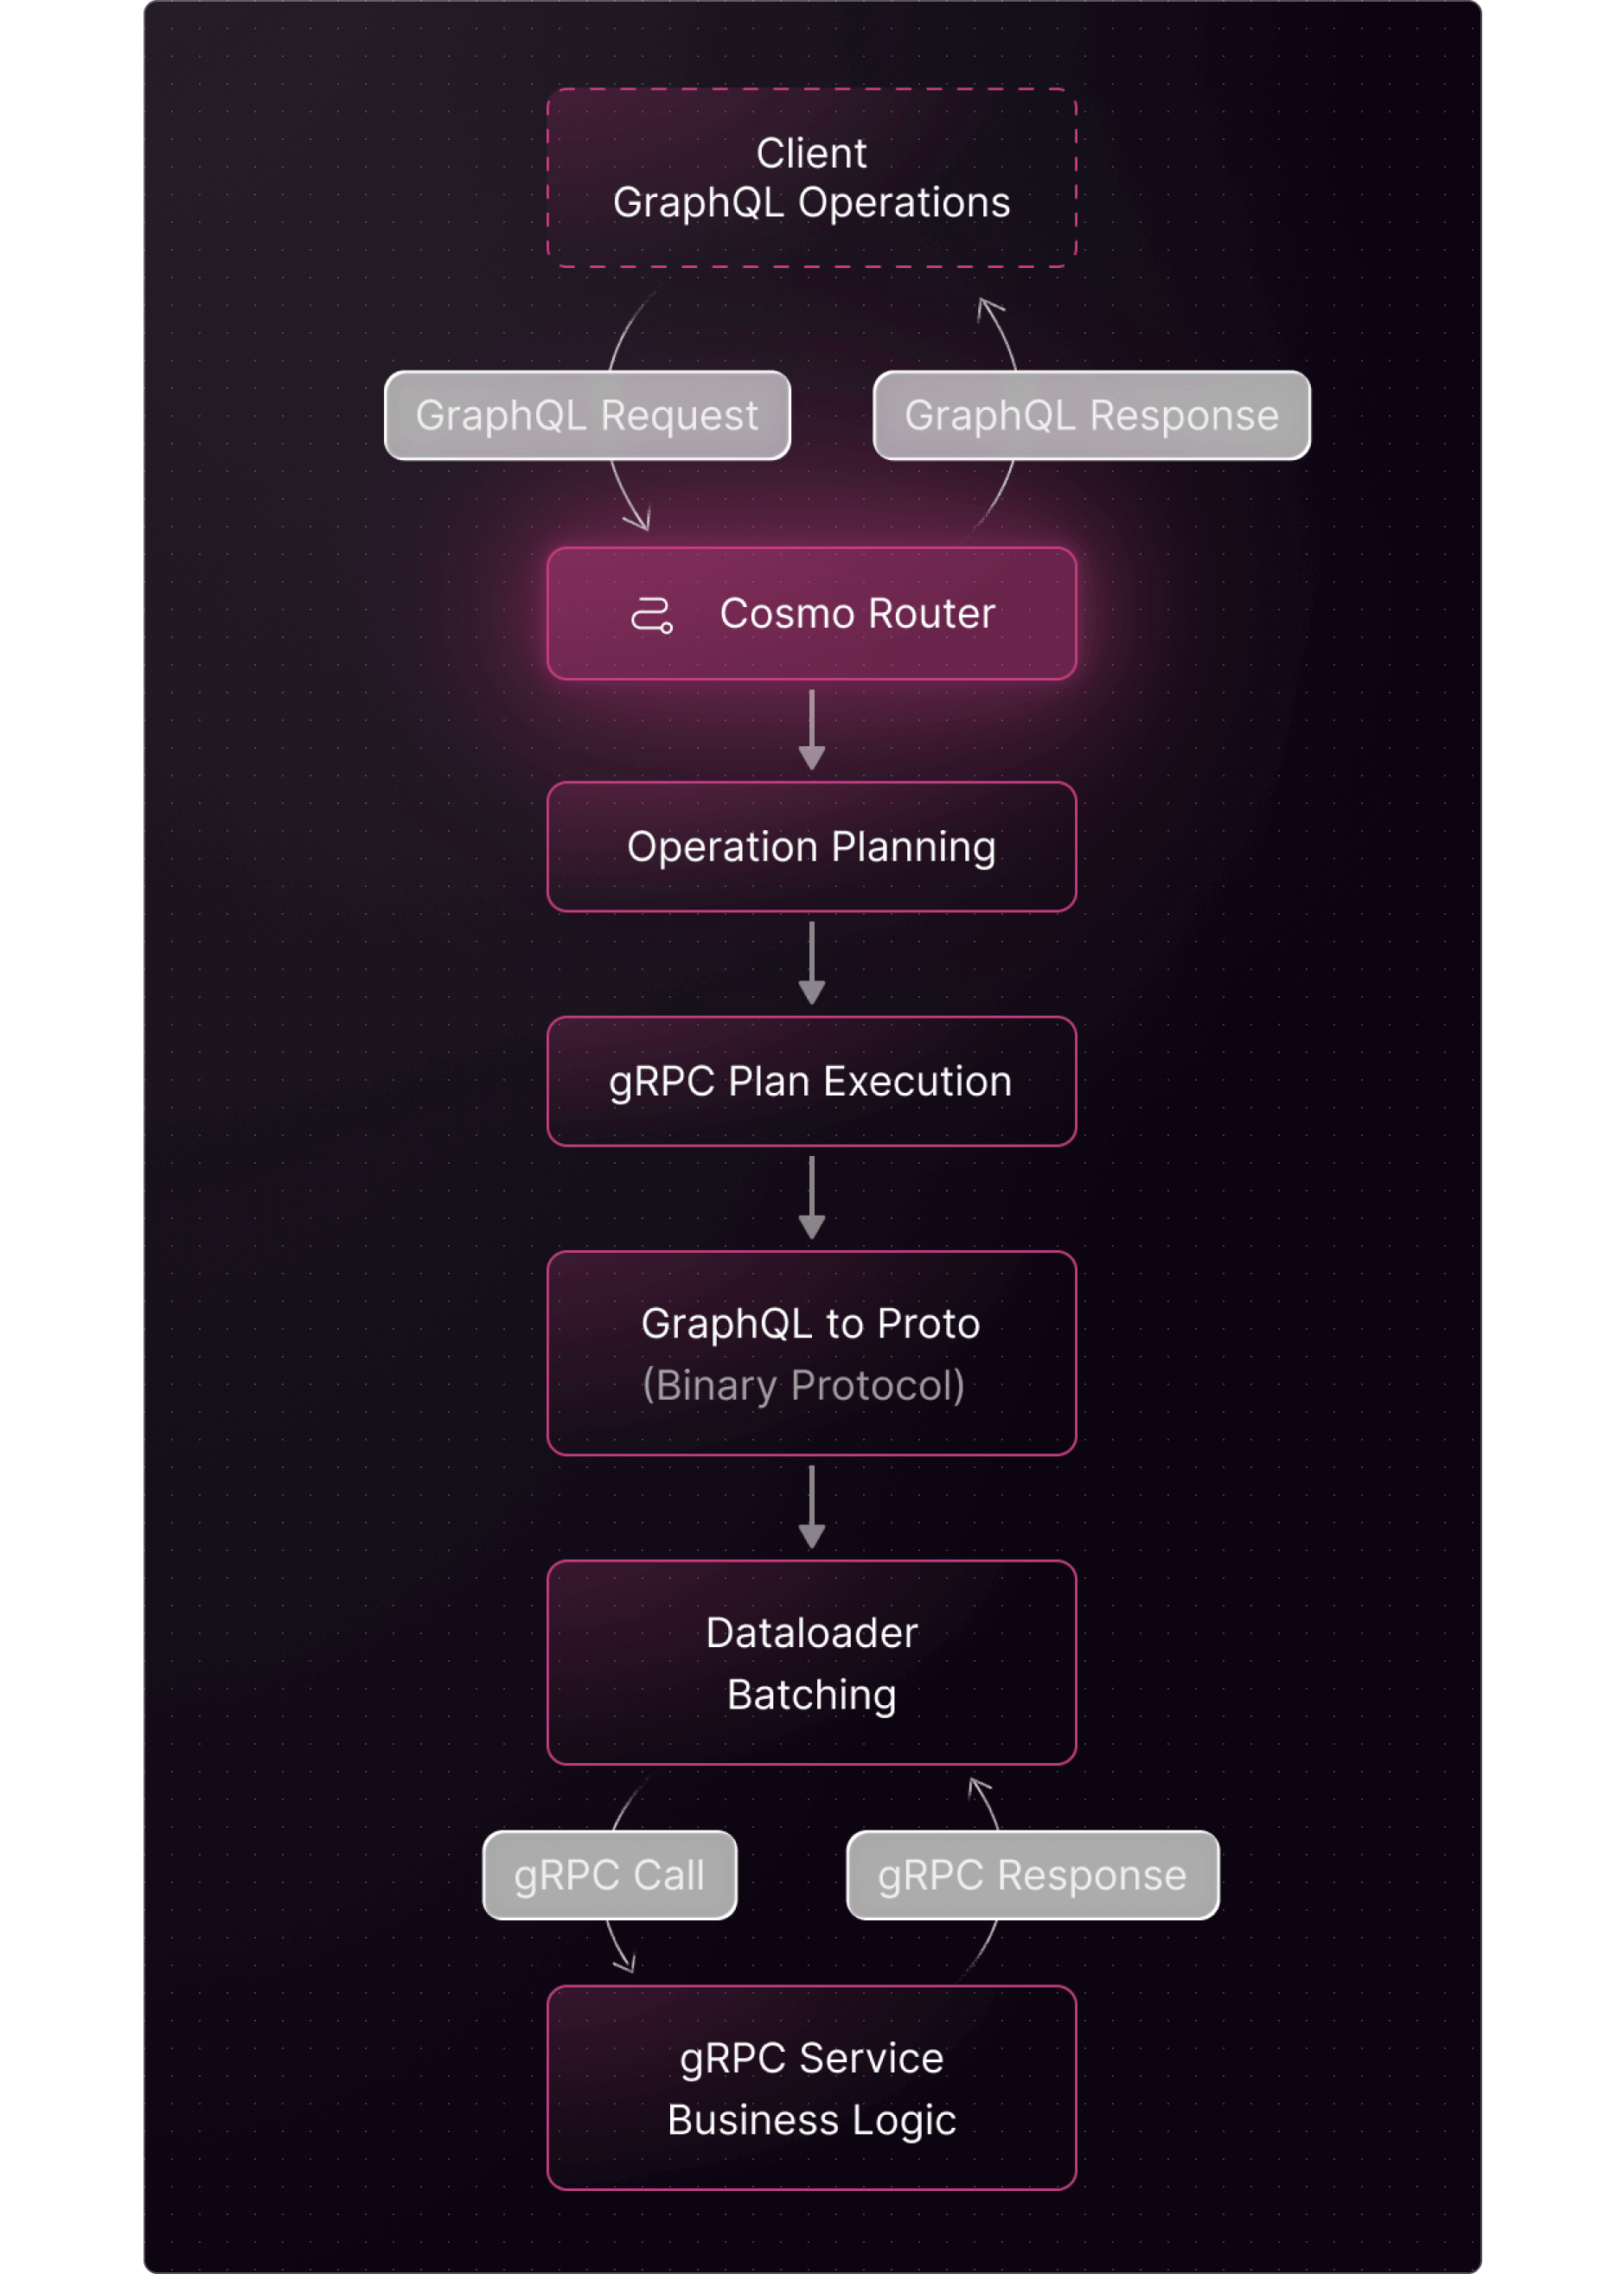 Client
GraphQL Operations
GraphQL Request
GraphQL Response
Cosmo Router
Operation Planning
gRPC Plan Execution
GraphQL to Proto
(Binary Protocol)
Dataloader
Batching
gRPC Call
gRPC Response
gRPC Service
Business Logic